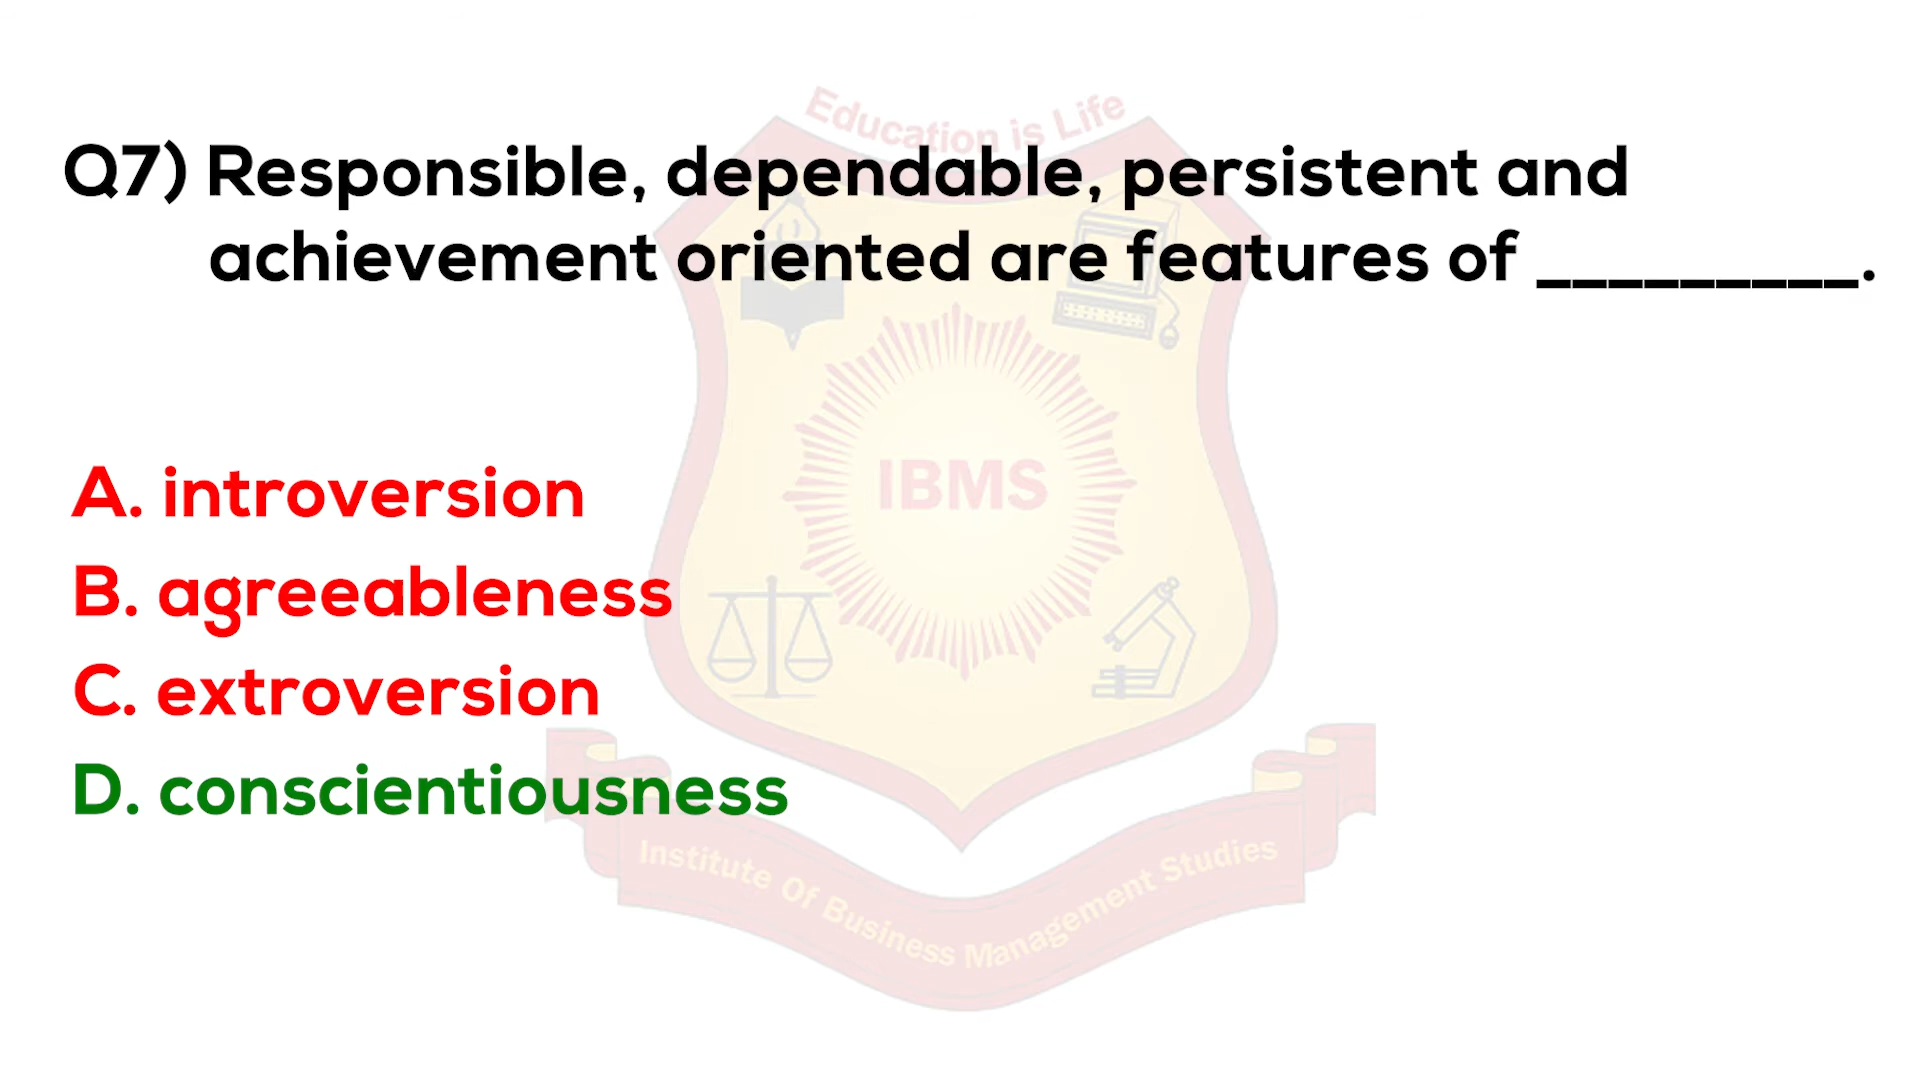 Education is Life
Q7) Responsible, dependable, persistent and
achievement oriented are features of _________.
IBMS
A. introversion
B. agreeableness
C. extroversion
D. conscientiousness
Institute Of Business Management Studies